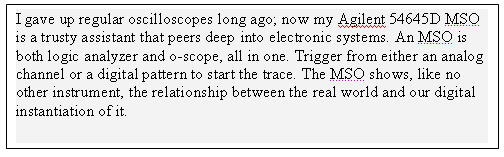 I gave up regular oscilloscopes long ago; now my Agilent 54645D MSO
is a trusty assistant that peers deep into electronic systems. An MSO is
both logic analyzer and o-scope, all in one. Trigger from either an analog
channel or a digital pattern to start the trace. The MSO shows, like no
other instrument, the relationship between the real world and our digital
instantiation of it.